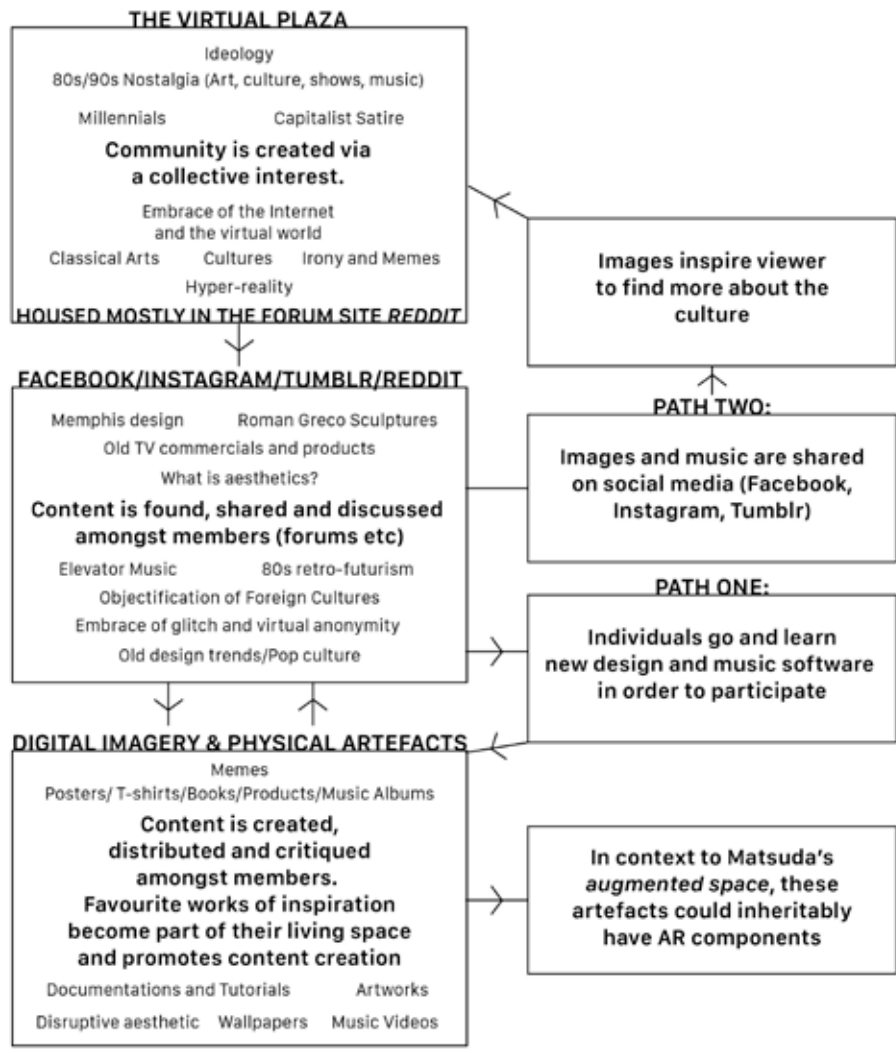 THE VIRTUAL PLAZA
Ideology
80s/90s Nostalgia (Art, culture, shows, music)
Millennials Capitalist Satire
Community is created via
a collective interest.
Embrace of the Internet
and the virtual world
Classical Arts Cultures Irony and Memes
Hyper-reality
HOUSED MOSTLY IN THE FORUM SITE REDDIT
Images inspire viewer
to find more about the
culture
FACEBOOK/INSTAGRAM/TUMBLR/REDDIT
Memphis design Roman Greco Sculptures
Old TV commercials and products
What is aesthetics?
Content is found, shared and discussed
amongst members (forums etc)
Elevator Music 80s retro-futurism
Objectification of Foreign Cultures
Embrace of glitch and virtual anonymity
Old design trends/Pop culture
PATH TWO:
Images and music are shared
on social media (Facebook,
Instagram, Tumblr)
PATH ONE:
Individuals go and learn
new design and music software
in order to participate
DIGITAL IMAGERY & PHYSICAL ARTEFACTS
Memes
Posters/ T-shirts/Books/Products/Music Albums
Content is created,
distributed and critiqued
amongst members.
Favourite works of inspiration
become part of their living space
and promotes content creation
Documentations and Tutorials Artworks
Disruptive aesthetic Wallpapers Music Videos
In context to Matsuda's
augmented space, these
artefacts could inheritably
have AR components